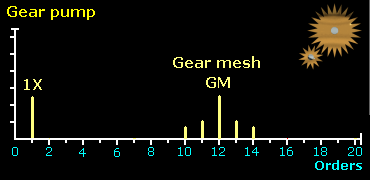 Gear pump
Gear mesh
1X
GM
0 2 4 6 8 10 12 14 16 18 20
Orders